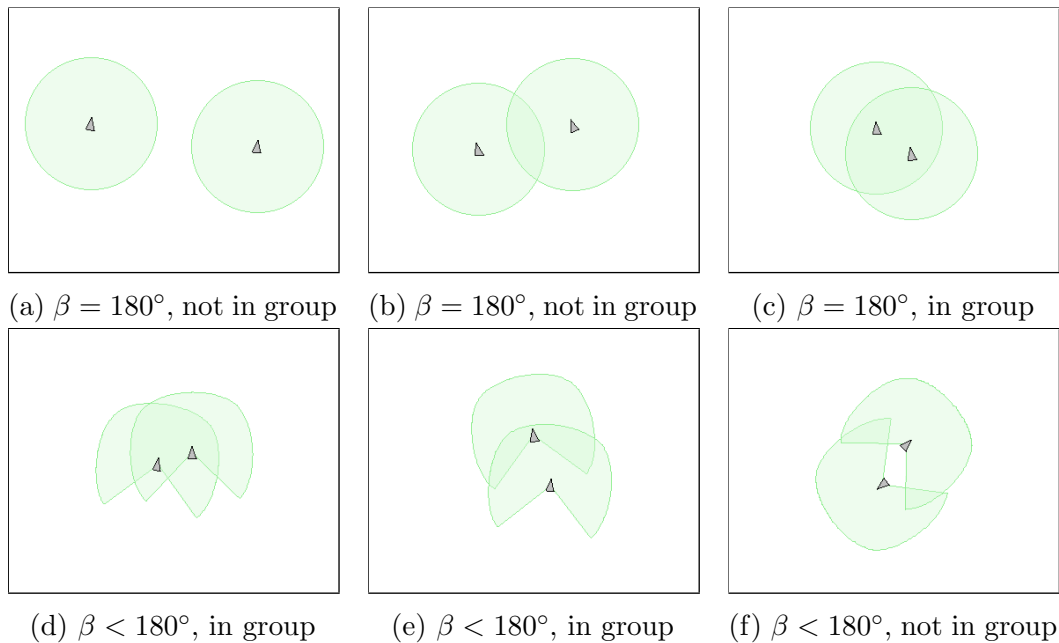 (a) β = 180°, not in group (b) β = 180°, not in group (c) β = 180°, in group
(d) β < 180°, in group (e) β < 180°, in group (f) β < 180°, not in group